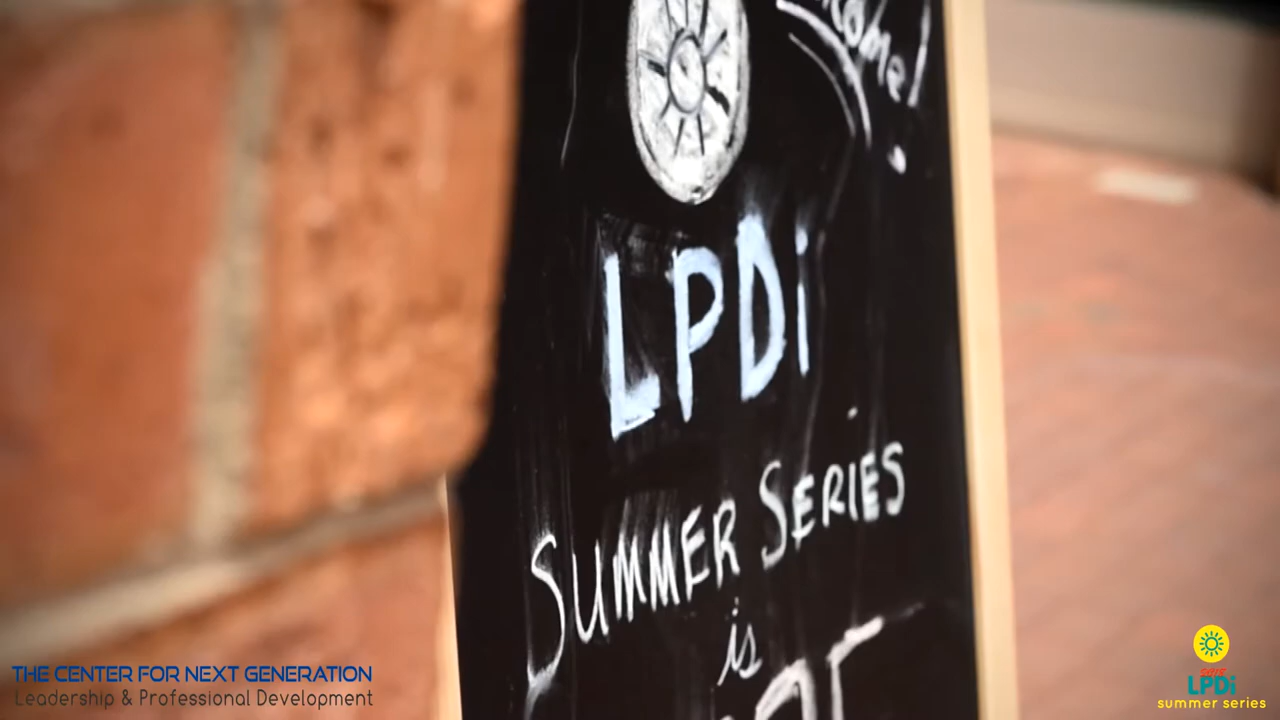 LPDi
SUMMER SERIES
is
THE CENTER FOR NEXT GENERATION
Leadership & Professional Development
LPDi
summer series